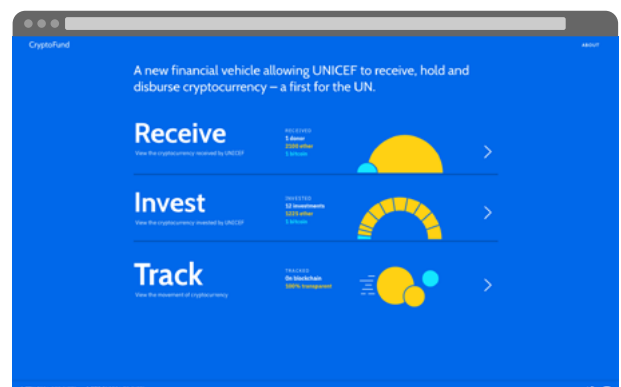 CryptoFund
ABOUT
A new financial vehicle allowing UNICEF to receive, hold and
disburse cryptocurrency – a first for the UN.
Receive
View the cryptocurrency received by UNICEF
RECEIVED
1 donor
2100 ether
1 bitcoin
Invest
View the cryptocurrency invested by UNICEF
INVESTED
12 investments
1225 ether
1 bitcoin
Track
View the movement of cryptocurrency
TRACKED
On blockchain
100% transparent